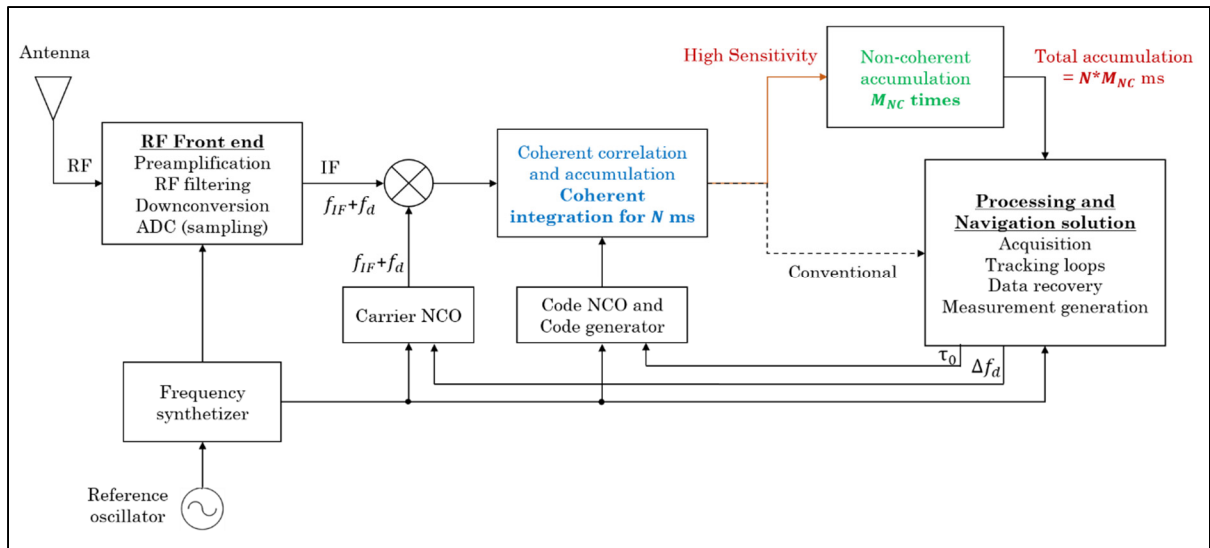 Antenna
RF
RF Front end
Preamplification
RF filtering
Downconversion
ADC (sampling)
IF
f_IF+f_d
f_IF+f_d
Carrier NCO
Frequency
synthetizer
Reference
oscillator
Coherent correlation
and accumulation
Coherent
integration for N ms
Code NCO and
Code generator
High Sensitivity
Conventional
Non-coherent
accumulation
M_NC times
Total accumulation
= N*M_NC ms
Processing and
Navigation solution
Acquisition
Tracking loops
Data recovery
Measurement generation
τ_0
Δf_d